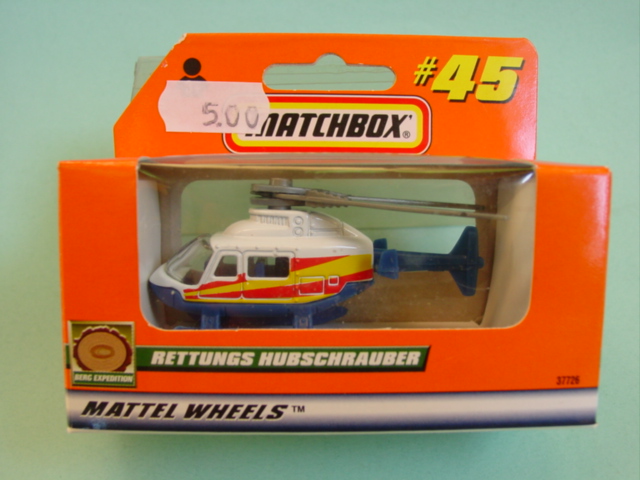 #45
5.00
MATCHBOX®
RETTUNGS HUBSCHRAUBER
BERG EXPEDITION
37726
MATTEL WHEELS™